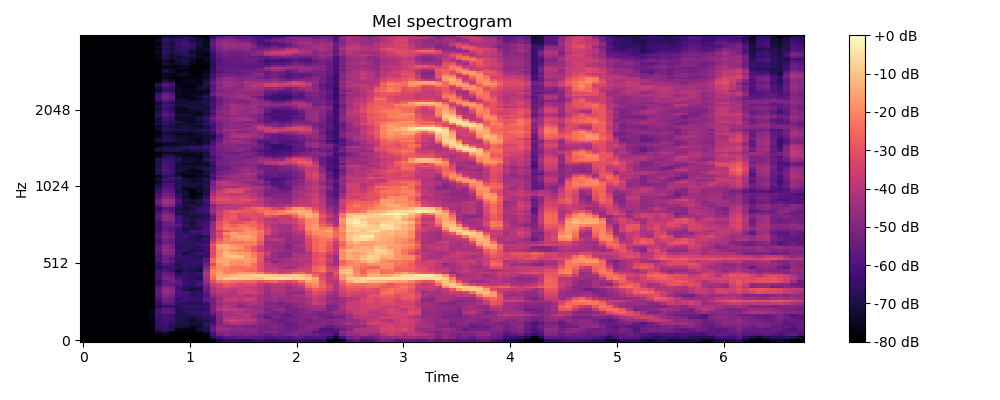 Mel spectrogram
+0 dB
-10 dB
-20 dB
-30 dB
-40 dB
-50 dB
-60 dB
-70 dB
-80 dB
Hz
2048
1024
512
0
0 1 2 3 4 5 6
Time